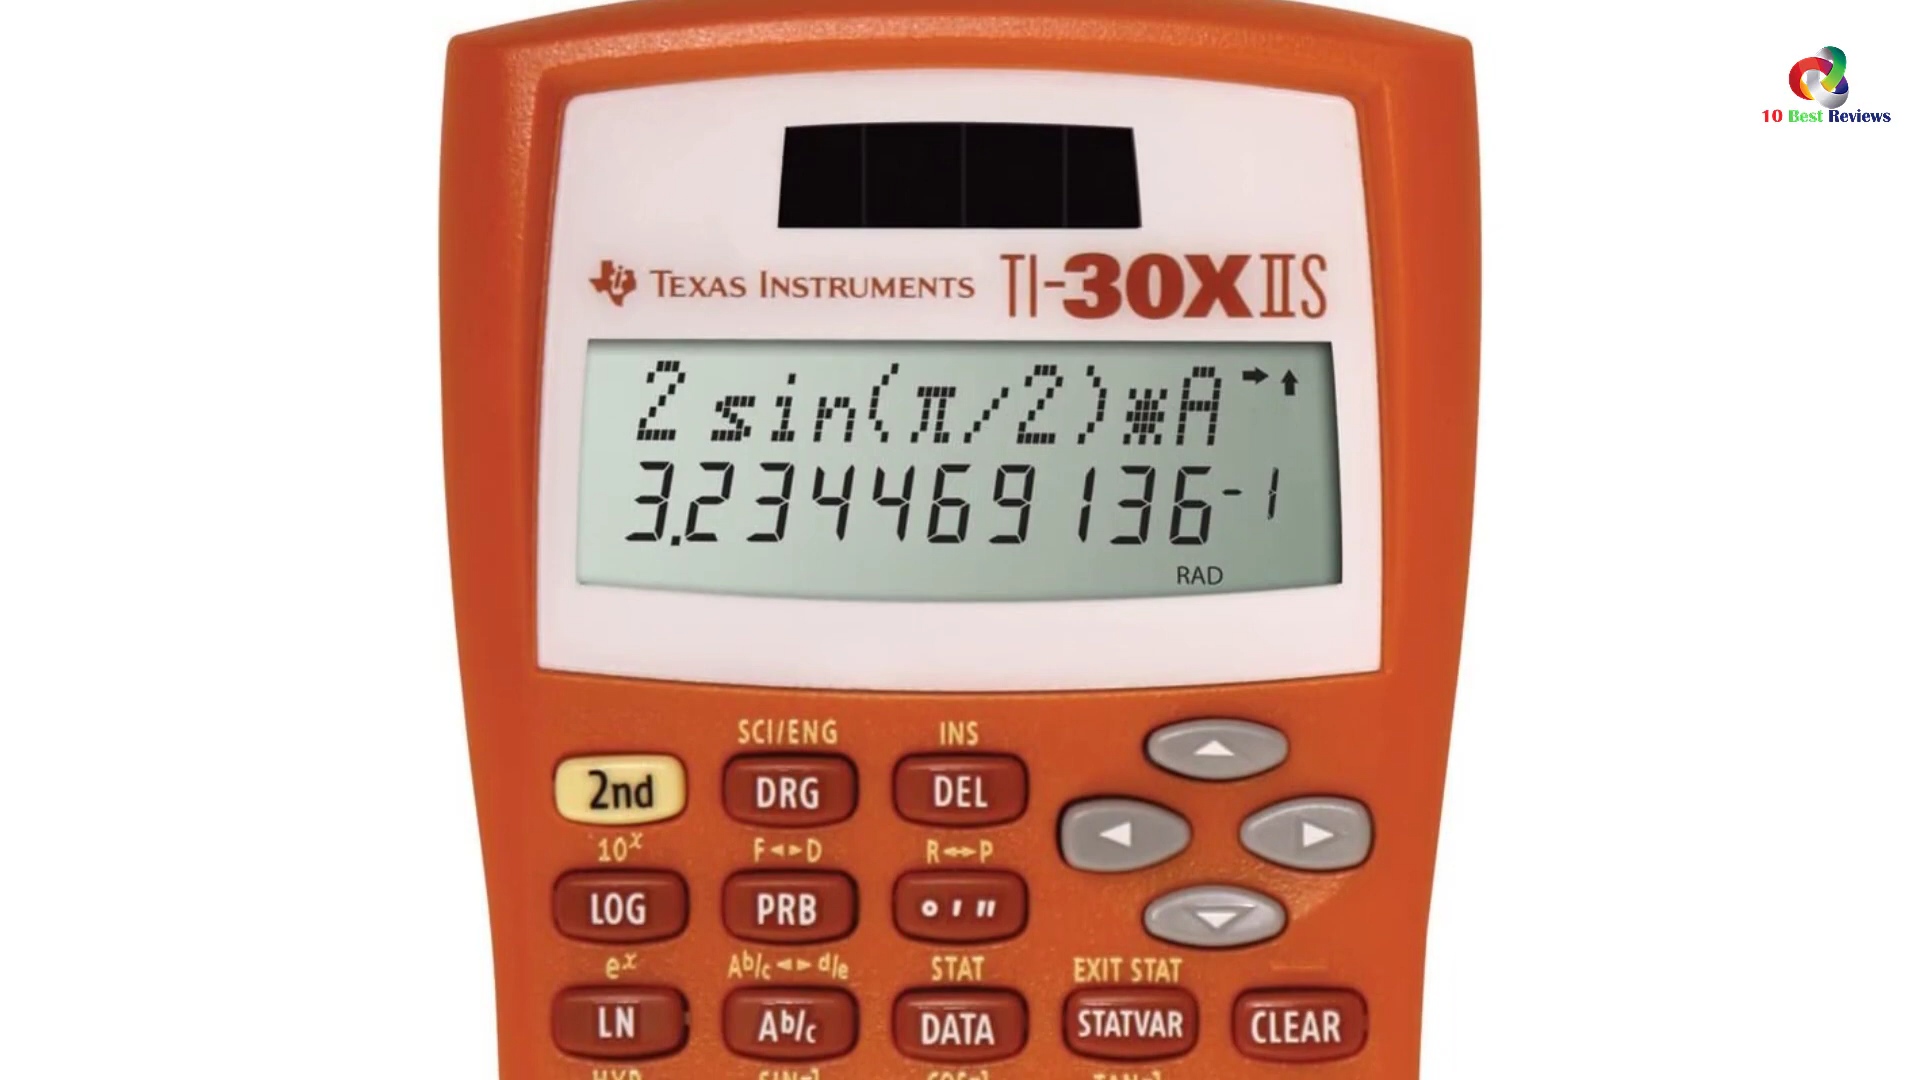 10 Best Reviews
TEXAS INSTRUMENTS TI-30XIIS
2 sin(π/2)*A
3.234469136-1
RAD
SCI/ENG INS
2nd DRG DEL
10ˣ F◄►D R◄►P
LOG PRB ° ' "
eˣ Ab/c◄►d/e STAT EXIT STAT
LN Ab/c DATA STATVAR CLEAR